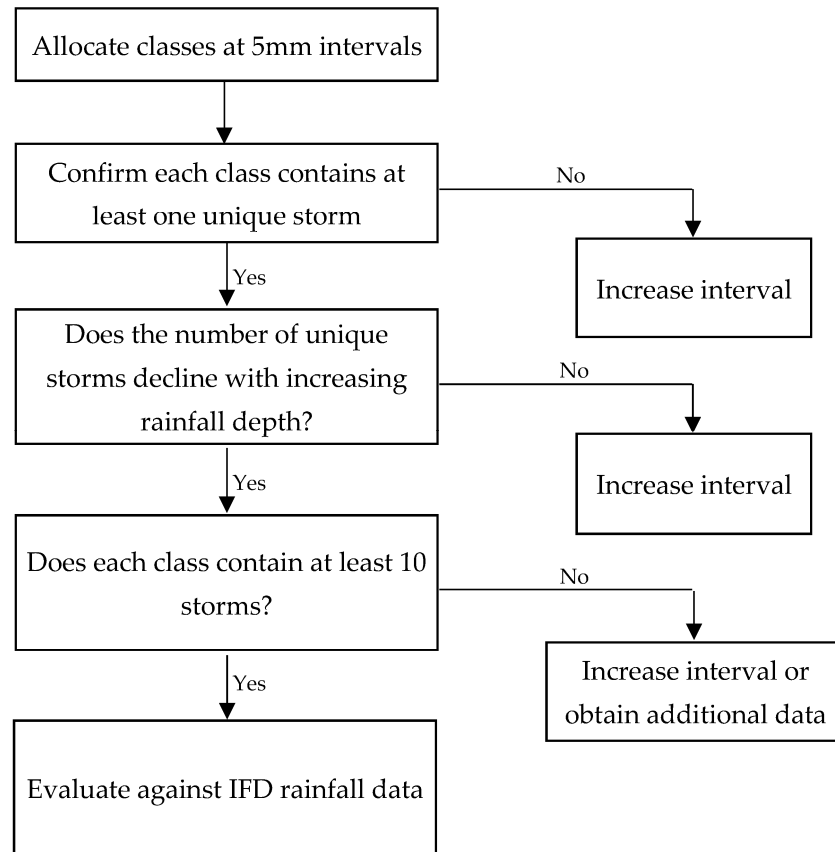 Allocate classes at 5mm intervals
Confirm each class contains at
least one unique storm
No
Increase interval
Yes
Does the number of unique
storms decline with increasing
rainfall depth?
No
Increase interval
Yes
Does each class contain at least 10
storms?
No
Increase interval or
obtain additional data
Yes
Evaluate against IFD rainfall data